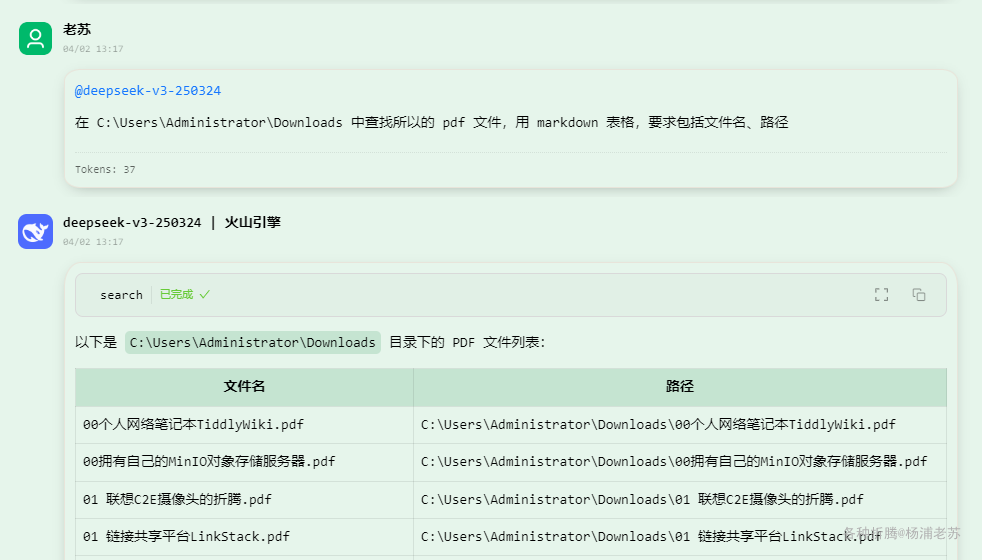 老苏
04/02 13:17
@deepseek-v3-250324
在 C:\Users\Administrator\Downloads 中查找所以的 pdf 文件，用 markdown 表格，要求包括文件名、路径
Tokens: 37
deepseek-v3-250324 | 火山引擎
04/02 13:17
search 已完成
以下是 C:\Users\Administrator\Downloads 目录下的 PDF 文件列表：
文件名 路径
00个人网络笔记本TiddlyWiki.pdf C:\Users\Administrator\Downloads\00个人网络笔记本TiddlyWiki.pdf
00拥有自己的MinIO对象存储服务器.pdf C:\Users\Administrator\Downloads\00拥有自己的MinIO对象存储服务器.pdf
01 联想C2E摄像头的折腾.pdf C:\Users\Administrator\Downloads\01 联想C2E摄像头的折腾.pdf
01 链接共享平台LinkStack.pdf C:\Users\Administrator\Downloads\01 链接共享平台LinkStack.pdf
各种折腾@杨浦老苏